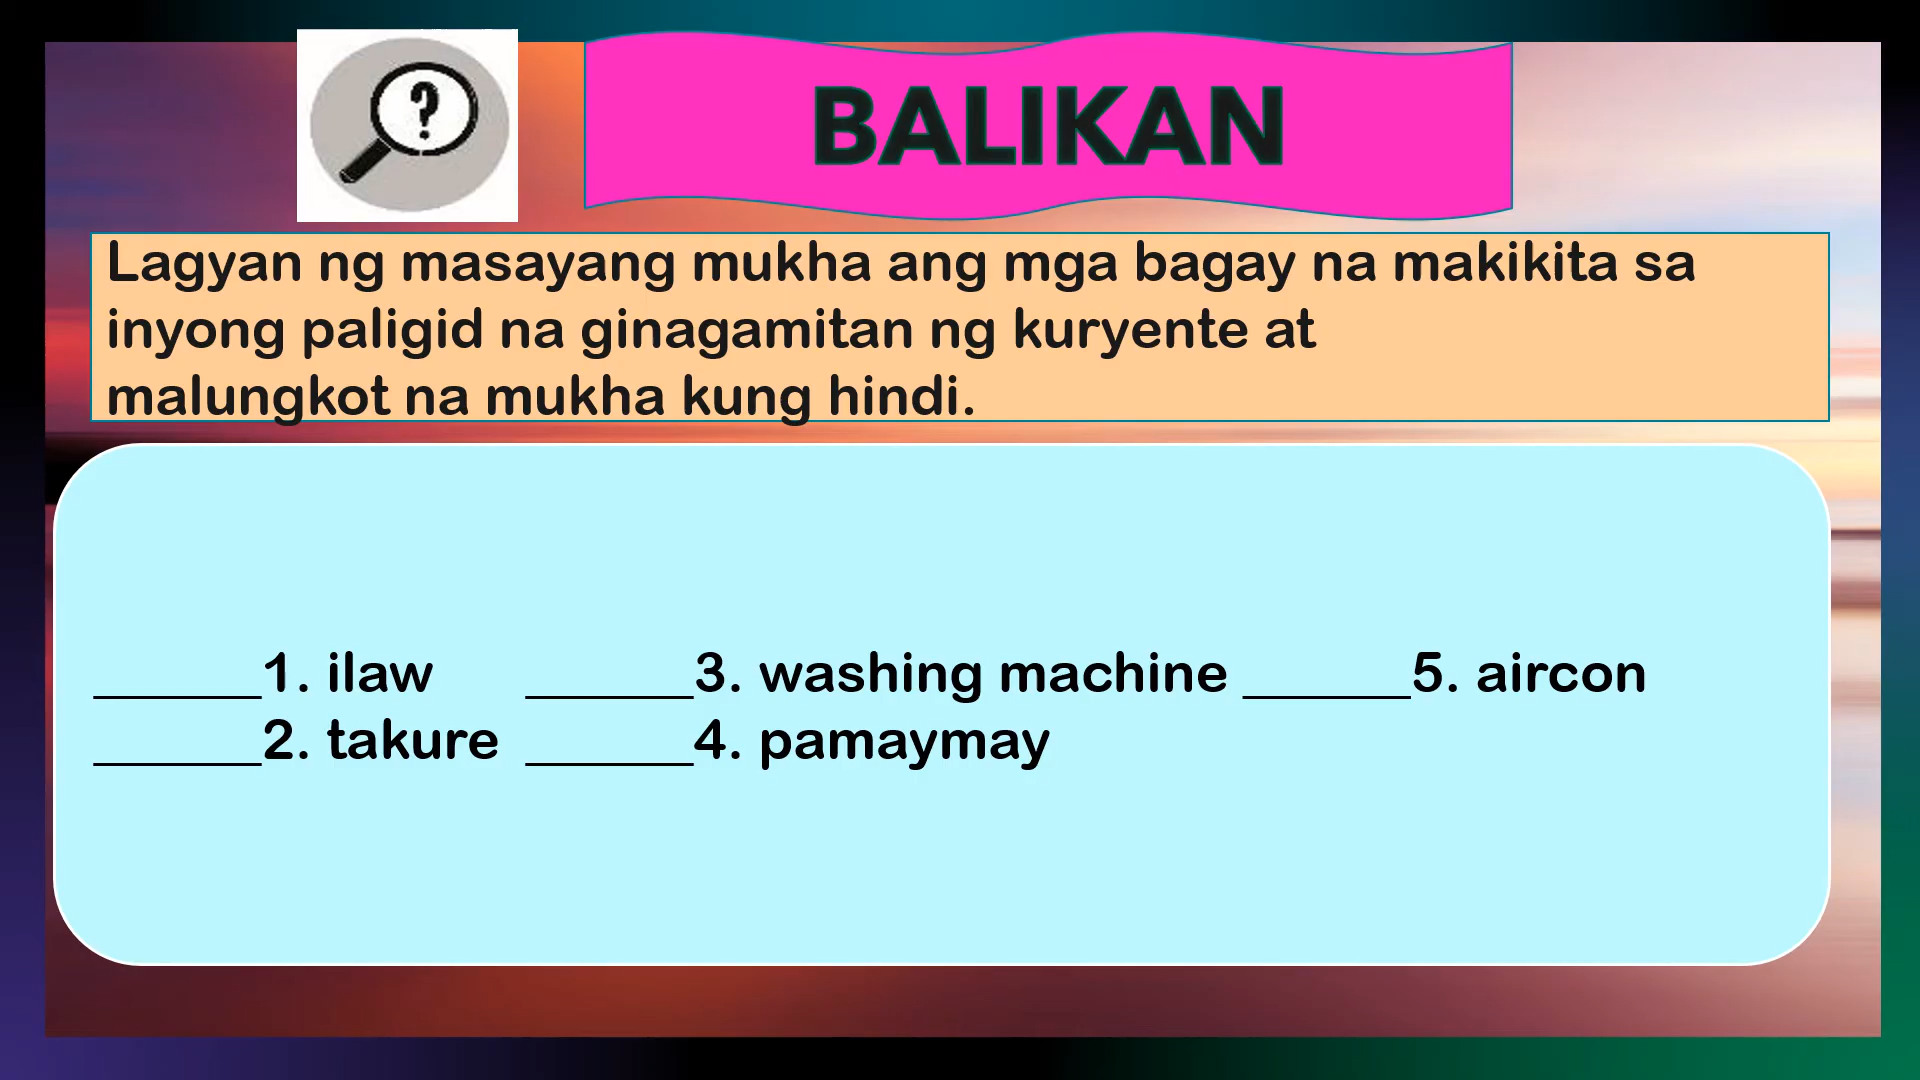 ?
BALIKAN
Lagyan ng masayang mukha ang mga bagay na makikita sa
inyong paligid na ginagamitan ng kuryente at
malungkot na mukha kung hindi.
______1. ilaw ______3. washing machine ______5. aircon
______2. takure ______4. pamaymay